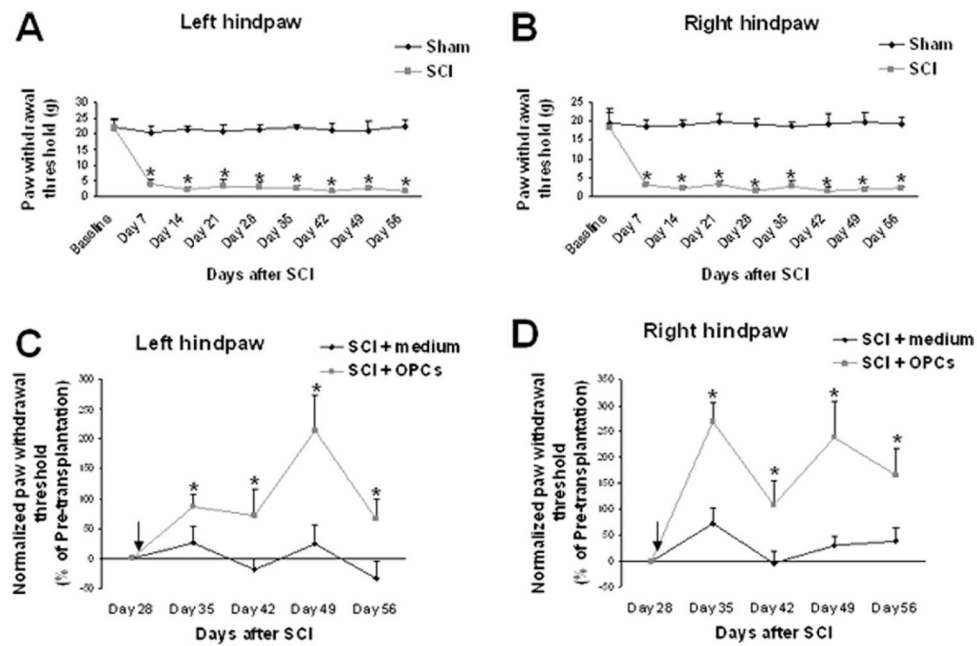 A
Left hindpaw
Sham
SCI
Paw withdrawal
threshold (g)
30
25
20
15
10
5
0
* * * * * * * *
Baseline Day 7 Day 14 Day 21 Day 28 Day 35 Day 42 Day 49 Day 56
Days after SCI
B
Right hindpaw
Sham
SCI
Paw withdrawal
threshold (g)
25
20
15
10
5
0
* * * * * * * *
Baseline Day 7 Day 14 Day 21 Day 28 Day 35 Day 42 Day 49 Day 56
Days after SCI
C
Left hindpaw
SCI + medium
SCI + OPCs
Normalized paw withdrawal
threshold
(% of Pre-transplantation)
300
250
200
150
100
50
0
-50
* * * *
Day 28 Day 35 Day 42 Day 49 Day 56
Days after SCI
D
Right hindpaw
SCI + medium
SCI + OPCs
Normalized paw withdrawal
threshold
(% of Pre-transplantation)
350
300
250
200
150
100
50
0
-50
* * * *
Day 28 Day 35 Day 42 Day 49 Day 56
Days after SCI